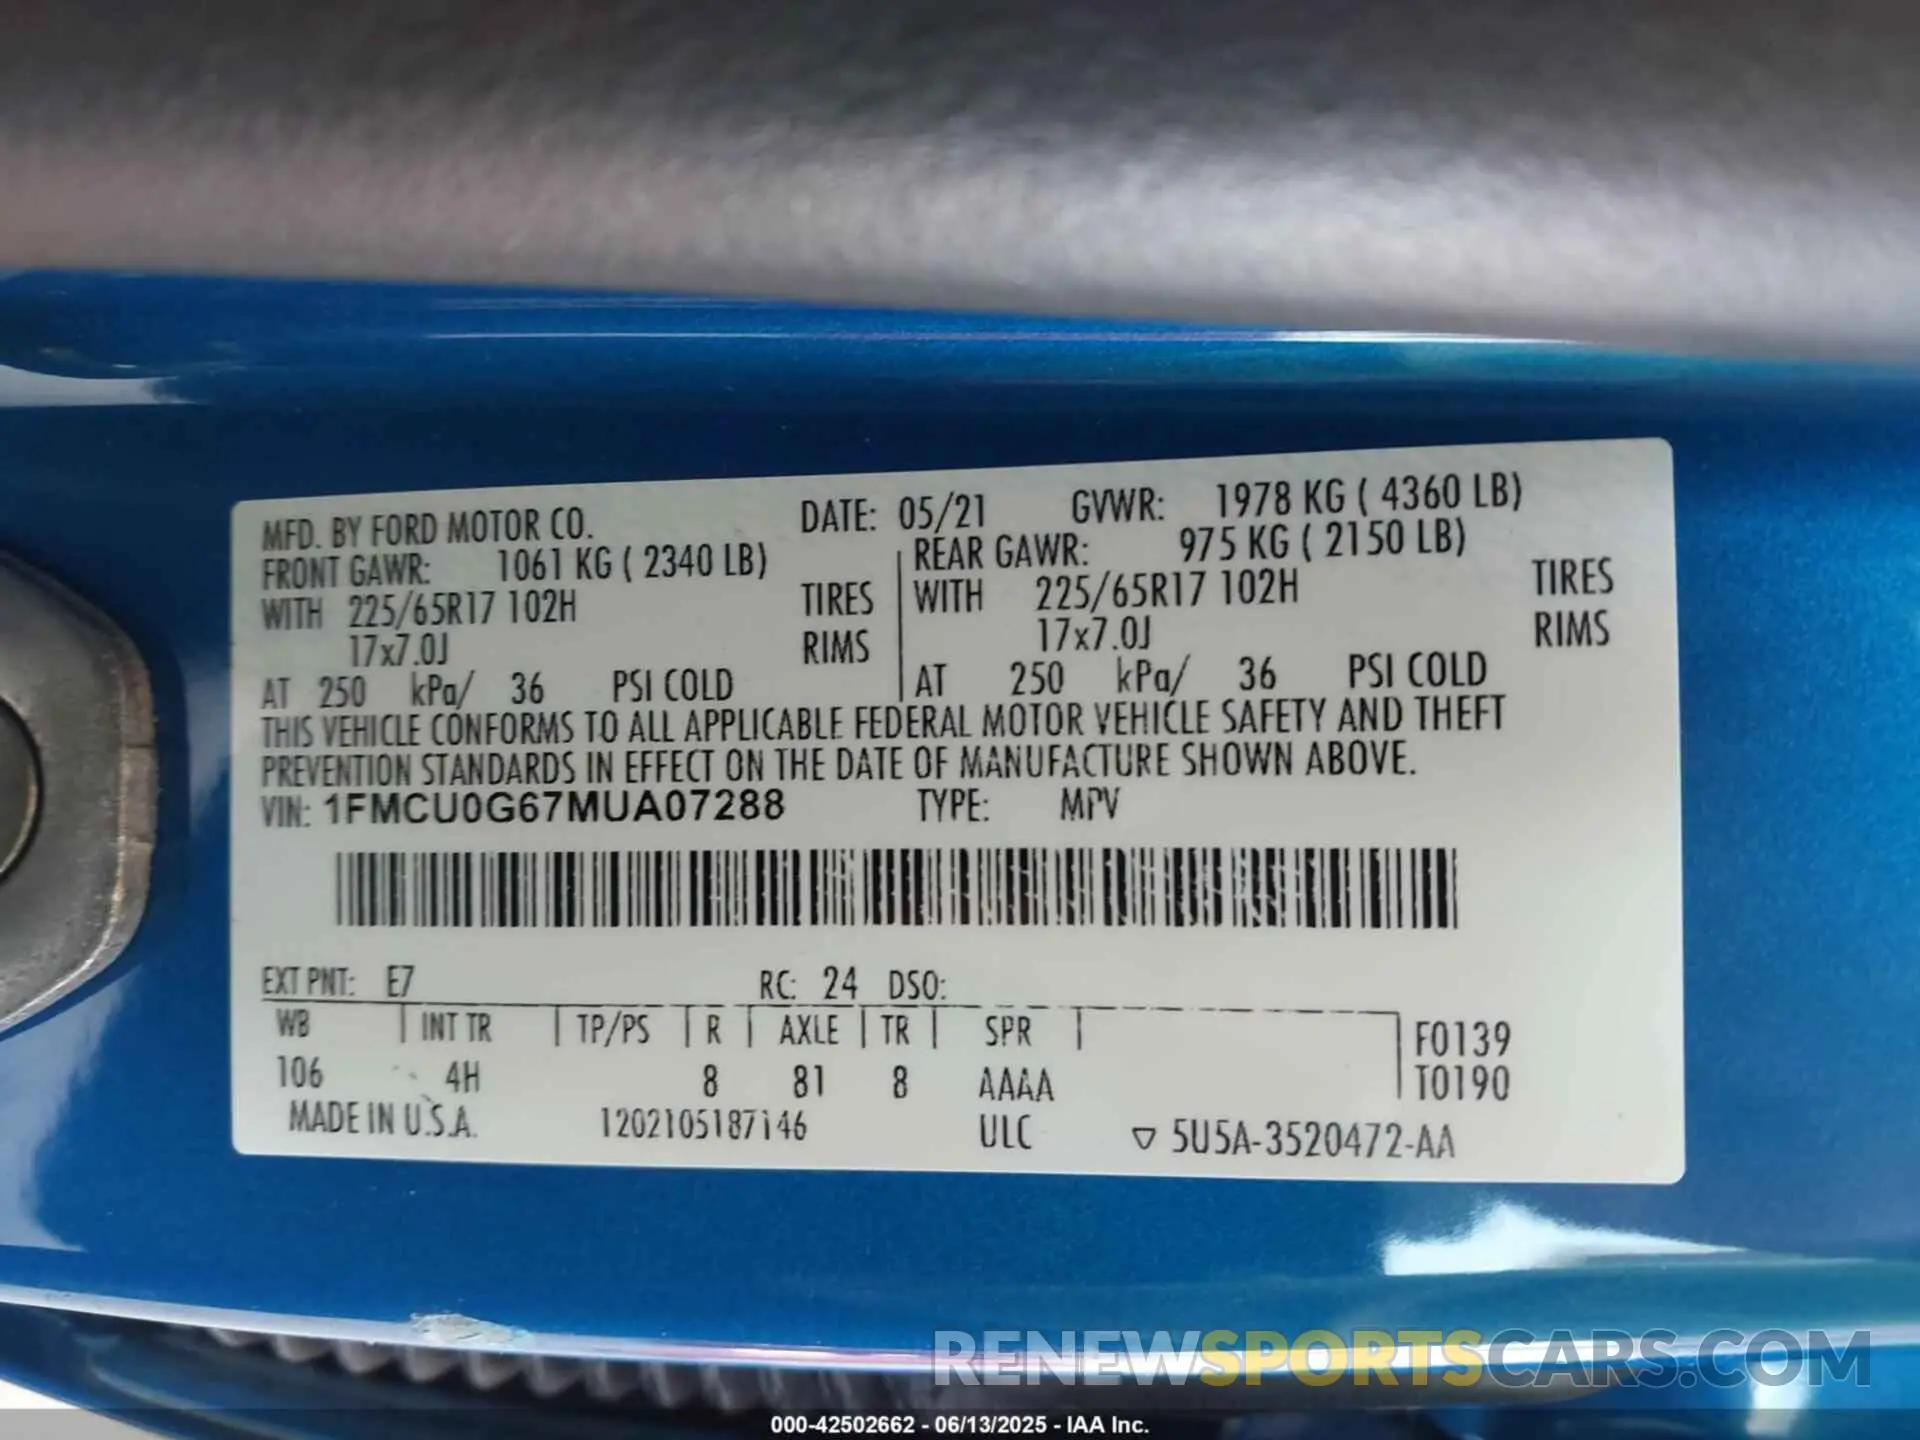 MFD. BY FORD MOTOR CO. DATE: 05/21 GVWR: 1978 KG ( 4360 LB)
FRONT GAWR: 1061 KG ( 2340 LB) REAR GAWR: 975 KG ( 2150 LB)
WITH 225/65R17 102H TIRES WITH 225/65R17 102H TIRES
17x7.0J RIMS 17x7.0J RIMS
AT 250 kPa/ 36 PSI COLD AT 250 kPa/ 36 PSI COLD
THIS VEHICLE CONFORMS TO ALL APPLICABLE FEDERAL MOTOR VEHICLE SAFETY AND THEFT
PREVENTION STANDARDS IN EFFECT ON THE DATE OF MANUFACTURE SHOWN ABOVE.
VIN: 1FMCU0G67MUA07288 TYPE: MPV
EXT PNT: E7 RC: 24 DSO:
WB INT TR TP/PS R AXLE TR SPR F0139
106 4H 8 81 8 AAAA T0190
MADE IN U.S.A. 1202105187146 ULC ▽ 5U5A-3520472-AA
RENEWSPORTSCARS.COM
000-42502662 - 06/13/2025 - IAA Inc.